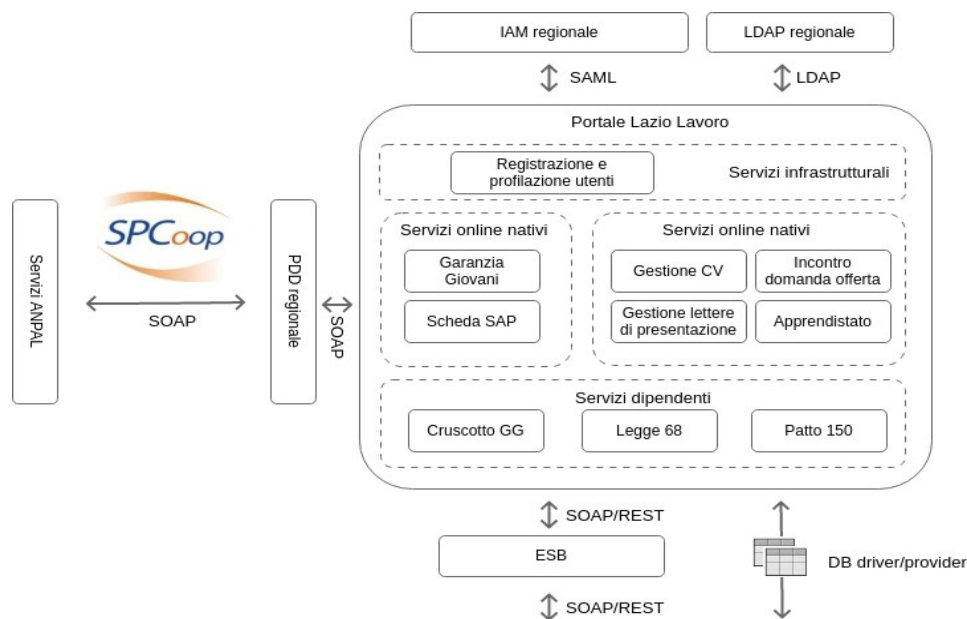 IAM regionale
LDAP regionale
SAML
LDAP
Portale Lazio Lavoro
Registrazione e
profilazione utenti
Servizi infrastrutturali
Servizi ANPAL
SPCoop
SOAP
PDD regionale
SOAP
Servizi online nativi
Garanzia
Giovani
Scheda SAP
Servizi online nativi
Gestione CV
Incontro
domanda offerta
Gestione lettere
di presentazione
Apprendistato
Servizi dipendenti
Cruscotto GG
Legge 68
Patto 150
SOAP/REST
ESB
DB driver/provider
SOAP/REST